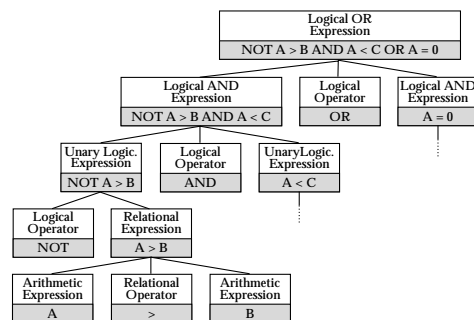 Logical OR
Expression
NOT A > B AND A < C OR A = 0
Logical AND
Expression
NOT A > B AND A < C
Logical
Operator
OR
Logical AND
Expression
A = 0
Unary Logic.
Expression
NOT A > B
Logical
Operator
AND
UnaryLogic.
Expression
A < C
Logical
Operator
NOT
Relational
Expression
A > B
Arithmetic
Expression
A
Relational
Operator
>
Arithmetic
Expression
B